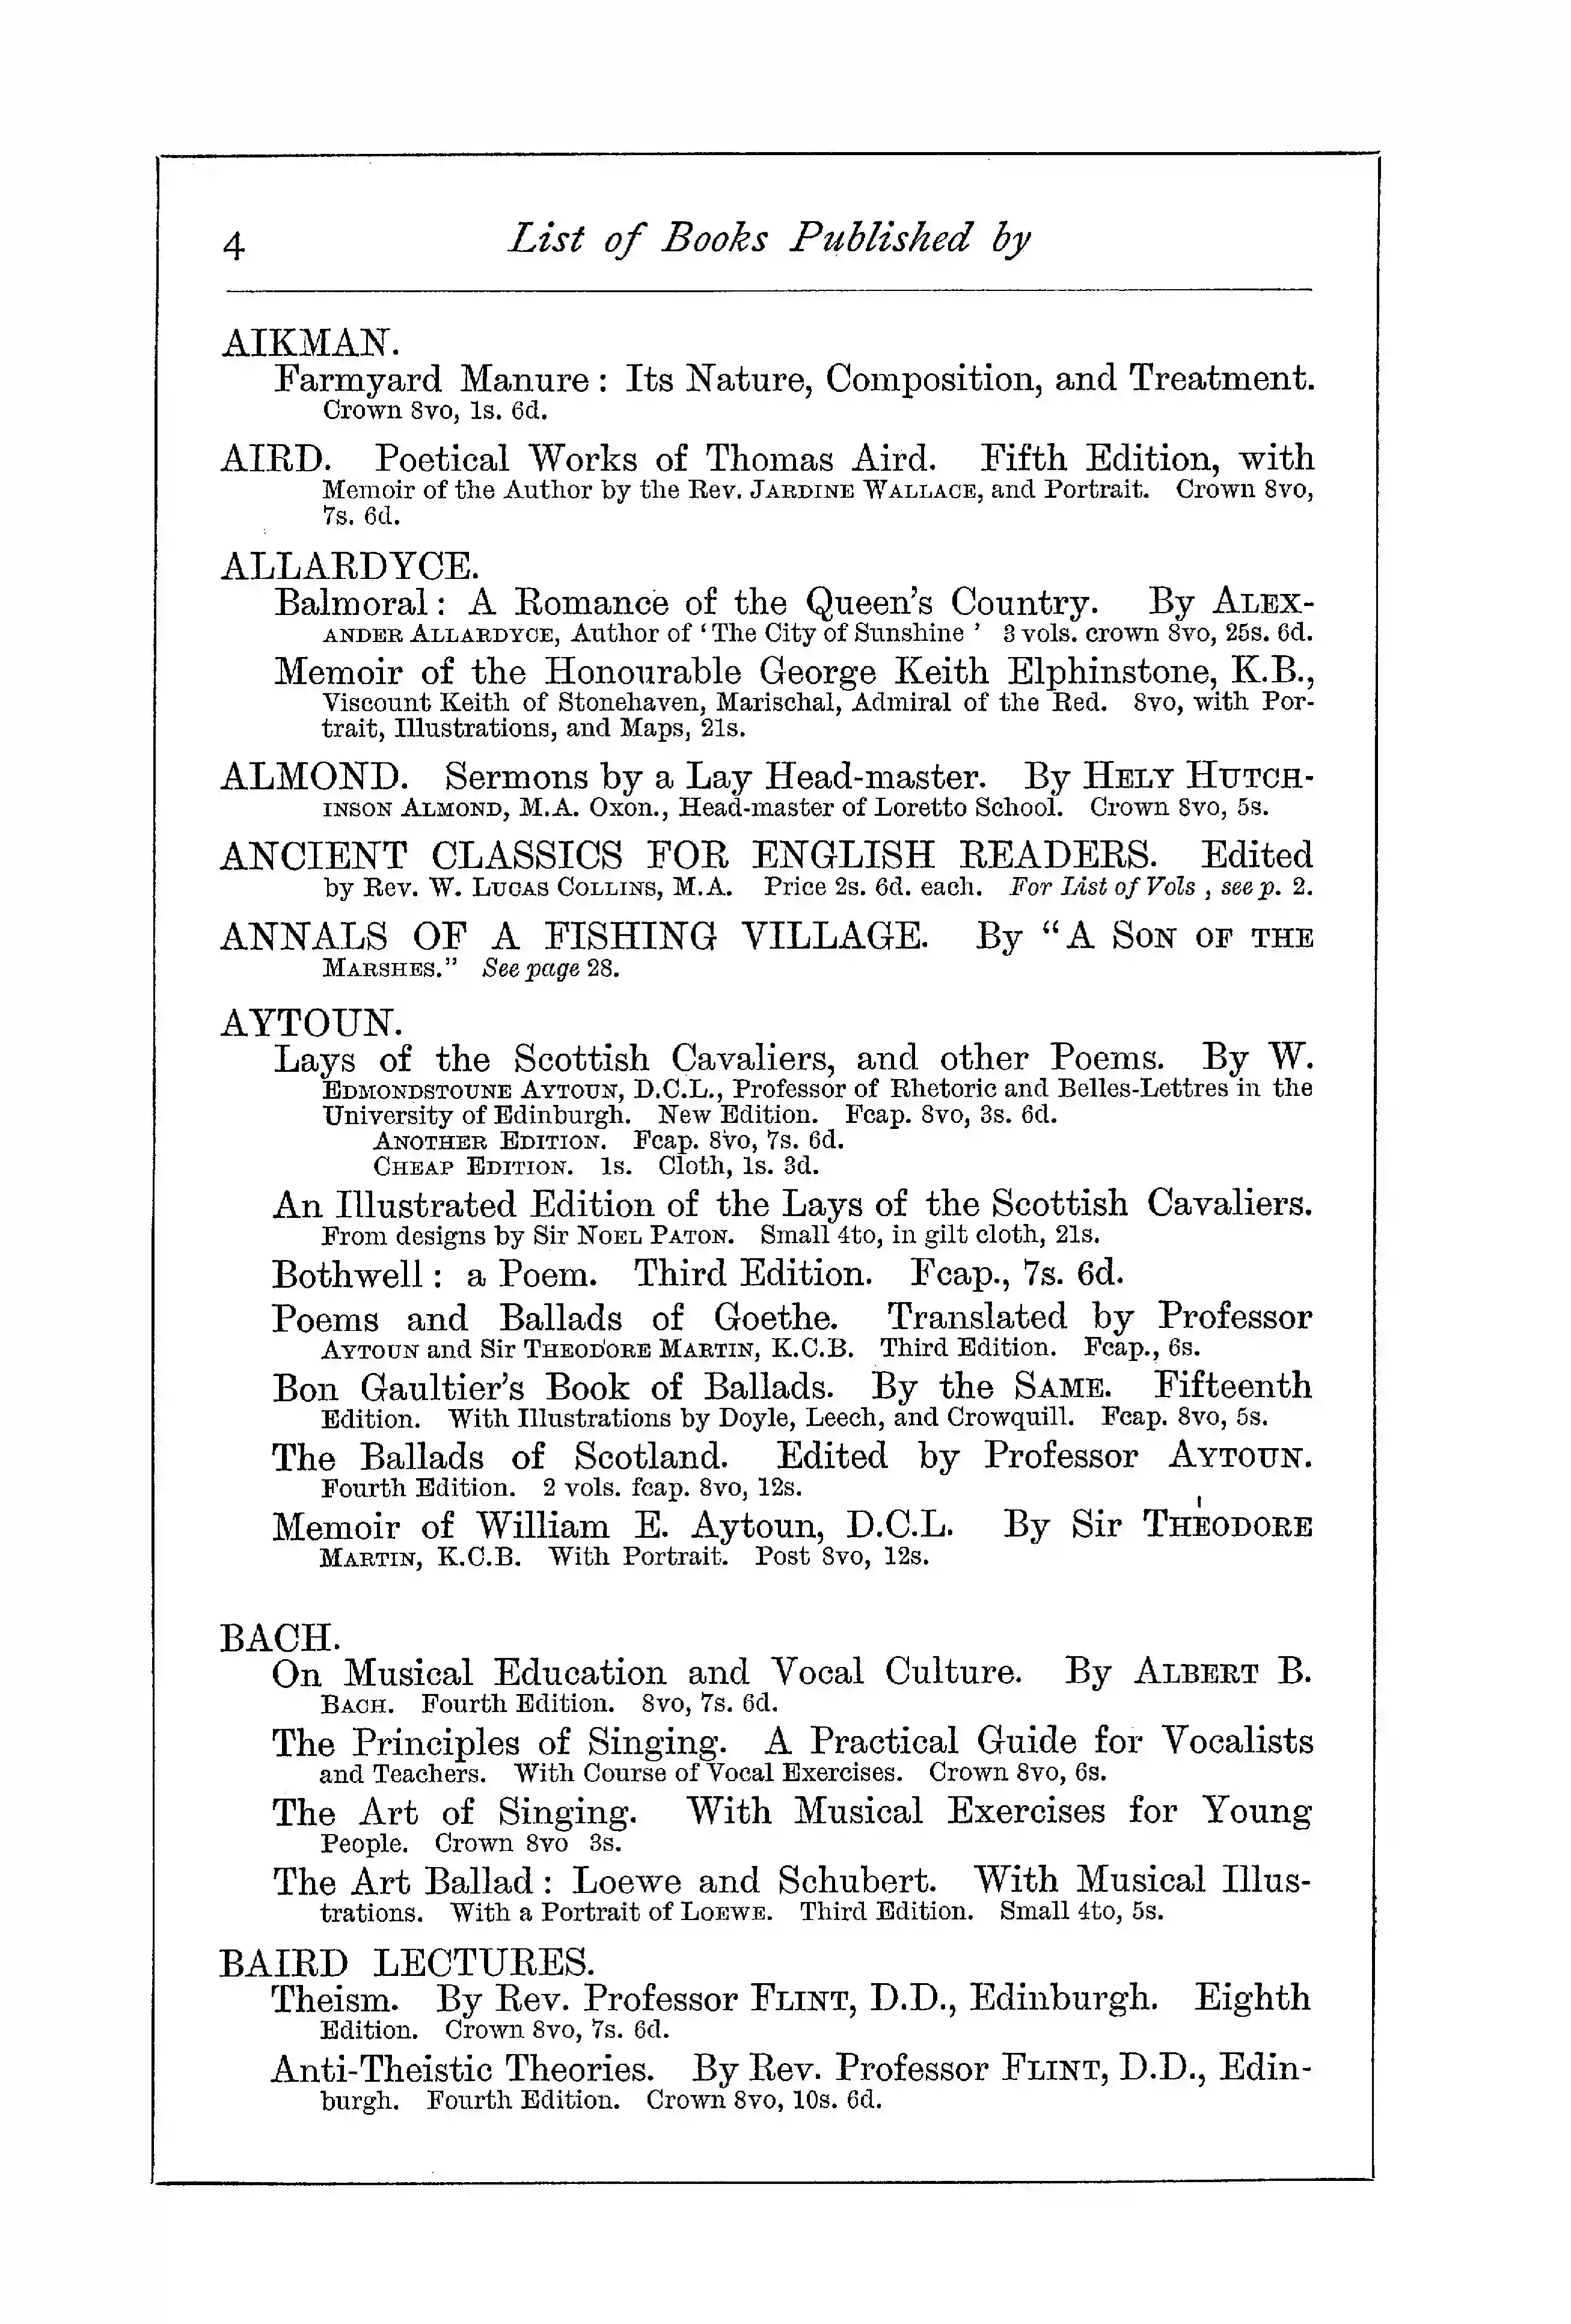 4 List of Books Published by
AIKMAN.
Farmyard Manure: Its Nature, Composition, and Treatment.
Crown 8vo, 1s. 6d.
AIRD. Poetical Works of Thomas Aird. Fifth Edition, with
Memoir of the Author by the Rev. JARDINE WALLACE, and Portrait. Crown 8vo,
7s. 6d.
ALLARDYCE.
Balmoral: A Romance of the Queen's Country. By ALEX-
ANDER ALLARDYCE, Author of 'The City of Sunshine ' 3 vols. crown 8vo, 25s. 6d.
Memoir of the Honourable George Keith Elphinstone, K.B.,
Viscount Keith of Stonehaven, Marischal, Admiral of the Red. 8vo, with Por-
trait, Illustrations, and Maps, 21s.
ALMOND. Sermons by a Lay Head-master. By HELY HUTCH-
INSON ALMOND, M.A. Oxon., Head-master of Loretto School. Crown 8vo, 5s.
ANCIENT CLASSICS FOR ENGLISH READERS. Edited
by Rev. W. LUCAS COLLINS, M.A. Price 2s. 6d. each. For List of Vols , see p. 2.
ANNALS OF A FISHING VILLAGE. By "A SON OF THE
MARSHES." See page 28.
AYTOUN.
Lays of the Scottish Cavaliers, and other Poems. By W.
EDMONDSTOUNE AYTOUN, D.C.L., Professor of Rhetoric and Belles-Lettres in the
University of Edinburgh. New Edition. Fcap. 8vo, 3s. 6d.
ANOTHER EDITION. Fcap. 8vo, 7s. 6d.
CHEAP EDITION. 1s. Cloth, 1s. 3d.
An Illustrated Edition of the Lays of the Scottish Cavaliers.
From designs by Sir NOEL PATON. Small 4to, in gilt cloth, 21s.
Bothwell: a Poem. Third Edition. Fcap., 7s. 6d.
Poems and Ballads of Goethe. Translated by Professor
AYTOUN and Sir THEODORE MARTIN, K.C.B. Third Edition. Fcap., 6s.
Bon Gaultier's Book of Ballads. By the SAME. Fifteenth
Edition. With Illustrations by Doyle, Leech, and Crowquill. Fcap. 8vo, 5s.
The Ballads of Scotland. Edited by Professor AYTOUN.
Fourth Edition. 2 vols. fcap. 8vo, 12s.
Memoir of William E. Aytoun, D.C.L. By Sir THEODORE
MARTIN, K.C.B. With Portrait. Post 8vo, 12s.
BACH.
On Musical Education and Vocal Culture. By ALBERT B.
BACH. Fourth Edition. 8vo, 7s. 6d.
The Principles of Singing. A Practical Guide for Vocalists
and Teachers. With Course of Vocal Exercises. Crown 8vo, 6s.
The Art of Singing. With Musical Exercises for Young
People. Crown 8vo 3s.
The Art Ballad: Loewe and Schubert. With Musical Illus-
trations. With a Portrait of LOEWE. Third Edition. Small 4to, 5s.
BAIRD LECTURES.
Theism. By Rev. Professor FLINT, D.D., Edinburgh. Eighth
Edition. Crown 8vo, 7s. 6d.
Anti-Theistic Theories. By Rev. Professor FLINT, D.D., Edin-
burgh. Fourth Edition. Crown 8vo, 10s. 6d.